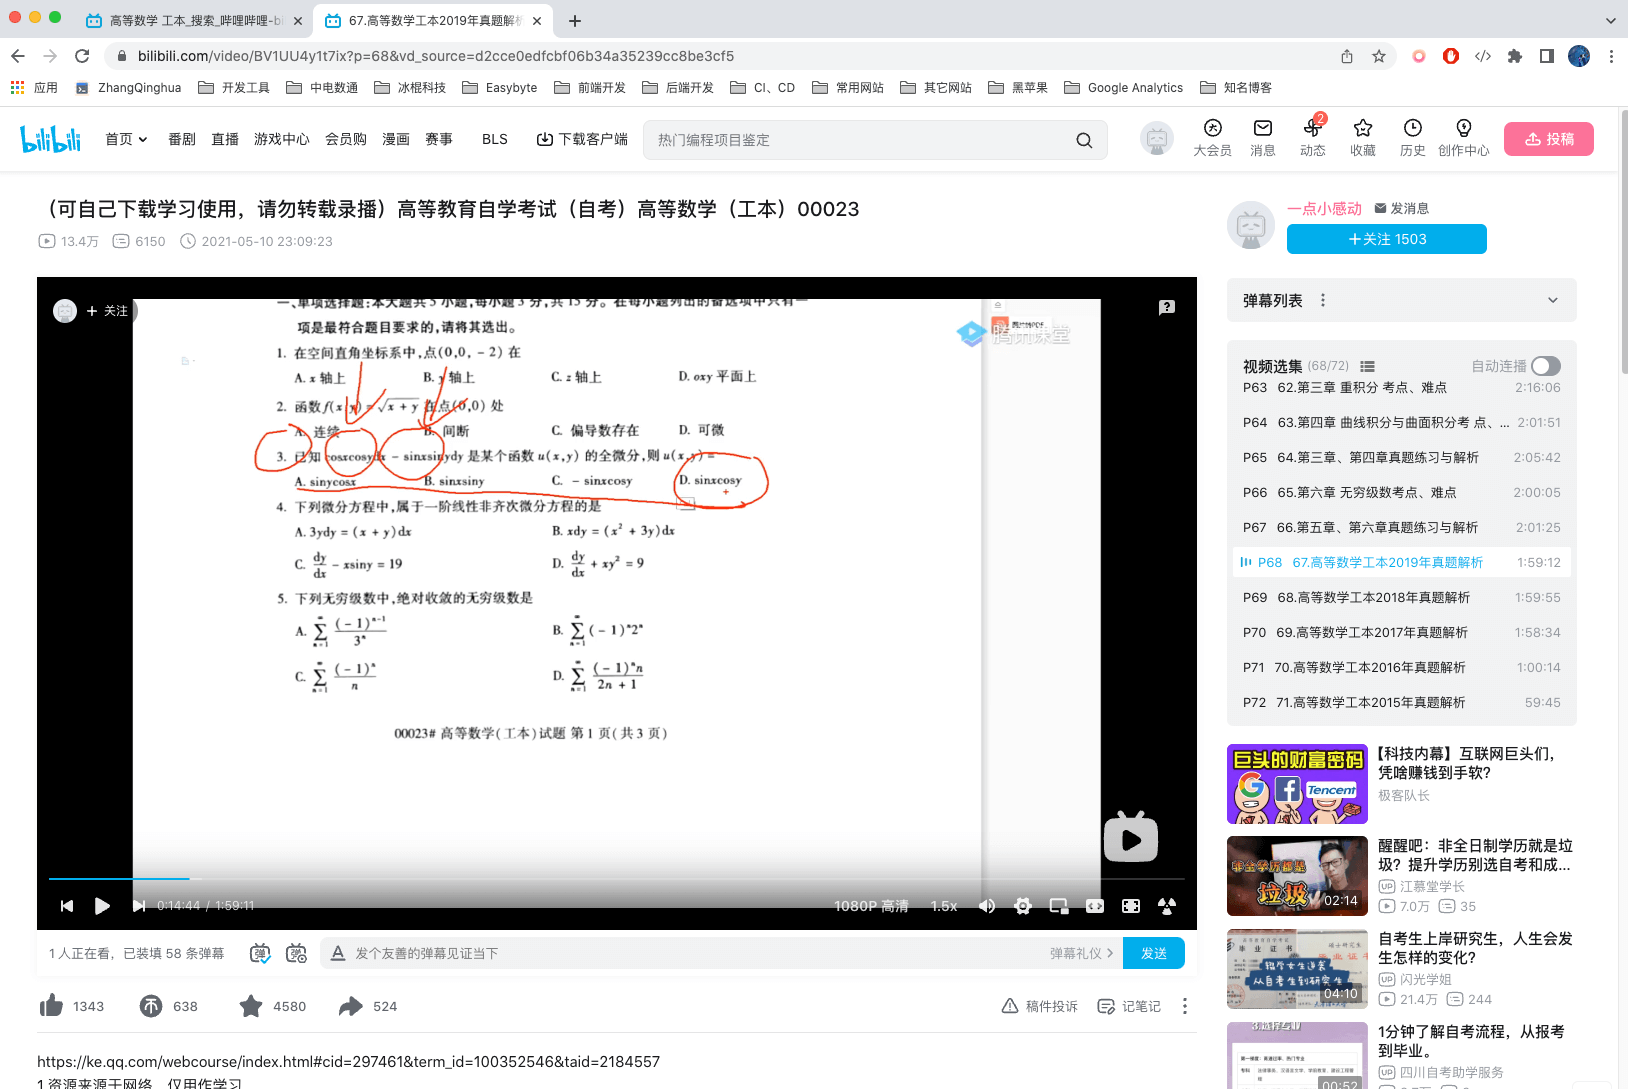 高等数学 工本_搜索_哔哩哔哩-bi
67.高等数学工本2019年真题解析
bilibili.com/video/BV1UU4y1t7ix?p=68&vd_source=d2cce0edfcbf06b34a35239cc8be3cf5
应用 ZhangQinghua 开发工具 中电数通 冰棍科技 Easybyte 前端开发 后端开发 CI、CD 常用网站 其它网站 黑苹果 Google Analytics 知名博客
bilibili 首页 番剧 直播 游戏中心 会员购 漫画 赛事 BLS 下载客户端 热门编程项目鉴定 大会员 消息 2 动态 收藏 历史 创作中心 投稿
（可自己下载学习使用，请勿转载录播）高等教育自学考试（自考）高等数学（工本）00023
13.4万 6150 2021-05-10 23:09:23
一点小感动 发消息
+关注 1503
+ 关注
一、单项选择题:本大题共5小题,每小题3分,共15分。在每小题列出的备选项中只有一
项是最符合题目要求的,请将其选出。
腾讯课堂
1. 在空间直角坐标系中,点(0,0,-2)在
A. x 轴上 B. y 轴上 C. z 轴上 D. oxy 平面上
2. 函数f(x,y)=√x+y 在点(0,0)处
A. 连续 B. 间断 C. 偏导数存在 D. 可微
3. 已知 cosxcosydx - sinxsinydy 是某个函数 u(x,y) 的全微分,则 u(x,y) =
A. sinycosx B. sinxsiny C. - sinxcosy D. sinxcosy
4. 下列微分方程中,属于一阶线性非齐次微分方程的是
A. 3ydy = (x + y)dx B. xdy = (x² + 3y)dx
C. dy/dx - xsiny = 19 D. dy/dx + xy² = 9
5. 下列无穷级数中,绝对收敛的无穷级数是
A. ∑_{n=1}^{∞} (-1)ⁿ⁻¹/3ⁿ B. ∑_{n=1}^{∞} (-1)ⁿ2ⁿ
C. ∑_{n=1}^{∞} (-1)ⁿ/n D. ∑_{n=1}^{∞} (-1)ⁿn/2n+1
00023# 高等数学(工本)试题 第1页(共3页)
0:14:44 / 1:59:11 1080P 高清 1.5x
1 人正在看，已装填 58 条弹幕 弹 弹 A 发个友善的弹幕见证当下 弹幕礼仪 发送
1343 638 4580 524 稿件投诉 记笔记
https://ke.qq.com/webcourse/index.html#cid=297461&term_id=100352546&taid=2184557
1.资源来源于网络，仅用作学习
弹幕列表
视频选集 (68/72) 自动连播
P63 62.第三章 重积分 考点、难点 2:16:06
P64 63.第四章 曲线积分与曲面积分考 点、... 2:01:51
P65 64.第三章、第四章真题练习与解析 2:05:42
P66 65.第六章 无穷级数考点、难点 2:00:05
P67 66.第五章、第六章真题练习与解析 2:01:25
P68 67.高等数学工本2019年真题解析 1:59:12
P69 68.高等数学工本2018年真题解析 1:59:55
P70 69.高等数学工本2017年真题解析 1:58:34
P71 70.高等数学工本2016年真题解析 1:00:14
P72 71.高等数学工本2015年真题解析 59:45
巨头的财富密码
Tencent
【科技内幕】互联网巨头们，
凭啥赚钱到手软？
极客队长
非全学历都是
垃圾
02:14
醒醒吧：非全日制学历就是垃
圾？提升学历别选自考和成...
UP 江慕堂学长
7.0万 35
毕业证书
从自考生到研究生
04:10
自考生上岸研究生，人生会发
生怎样的变化？
UP 闪光学姐
21.4万 244
00:52
1分钟了解自考流程，从报考
到毕业。
UP 四川自考助学服务